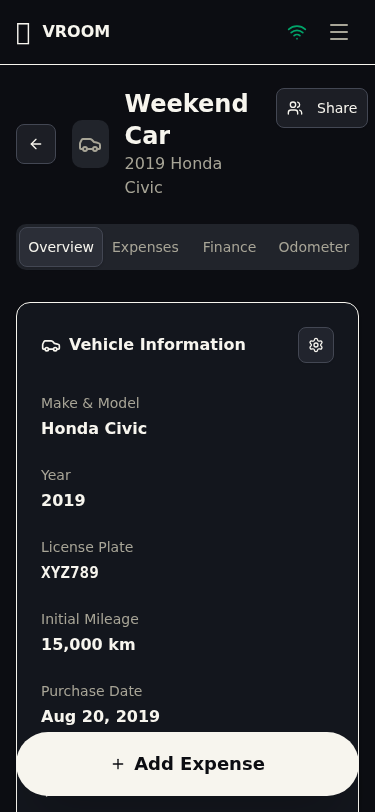 VROOM
Weekend
Car
2019 Honda
Civic
Share
Overview
Expenses
Finance
Odometer
Vehicle Information
Make & Model
Honda Civic
Year
2019
License Plate
XYZ789
Initial Mileage
15,000 km
Purchase Date
Aug 20, 2019
+ Add Expense